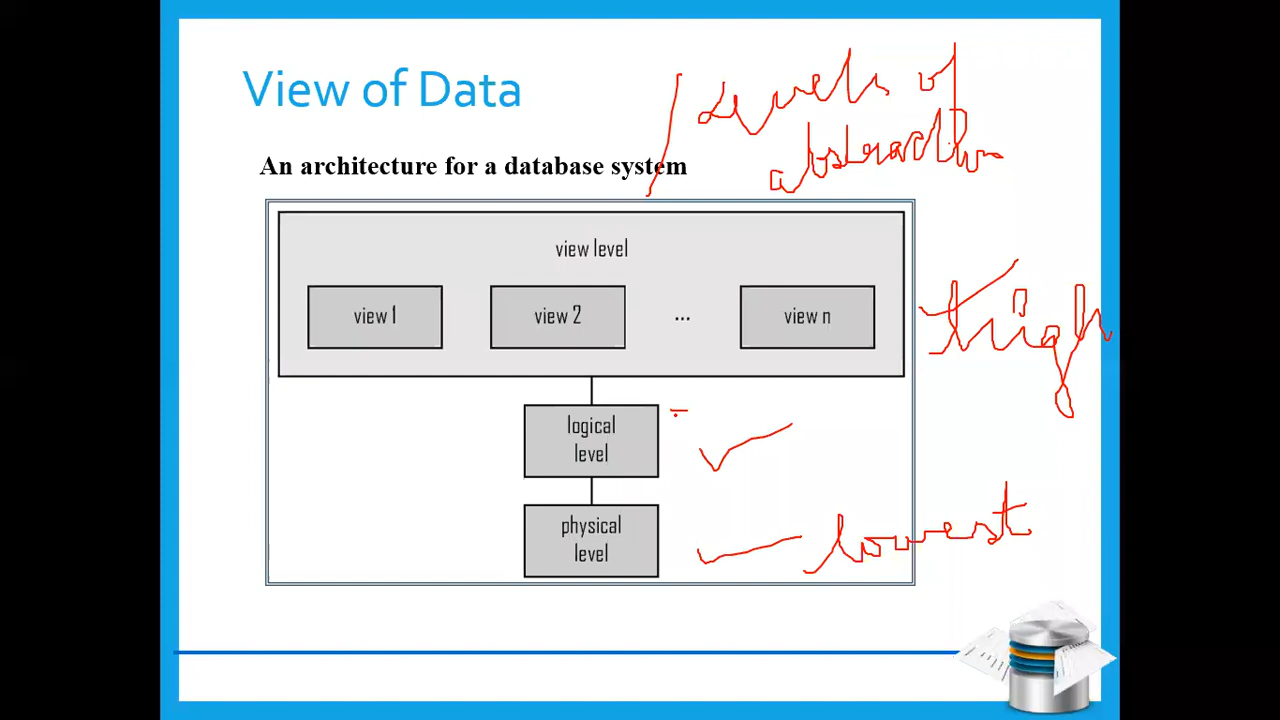 View of Data
levels of
abstraction
An architecture for a database system
view level
view 1
view 2
...
view n
high
logical
level
physical
level
lowest